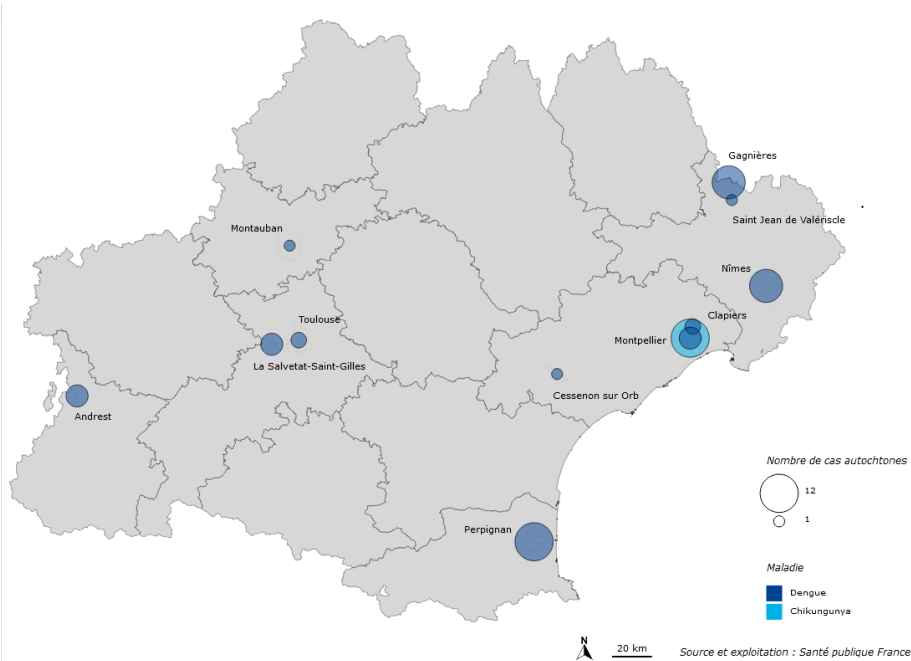 Gagnières
Saint Jean de Valériscle
Montauban
Nîmes
Clapiers
Toulouse
Montpellier
La Salvetat-Saint-Gilles
Cessenon sur Orb
Andrest
Nombre de cas autochtones
12
1
Perpignan
Maladie
Dengue
Chikungunya
N
20 km
Source et exploitation : Santé publique France